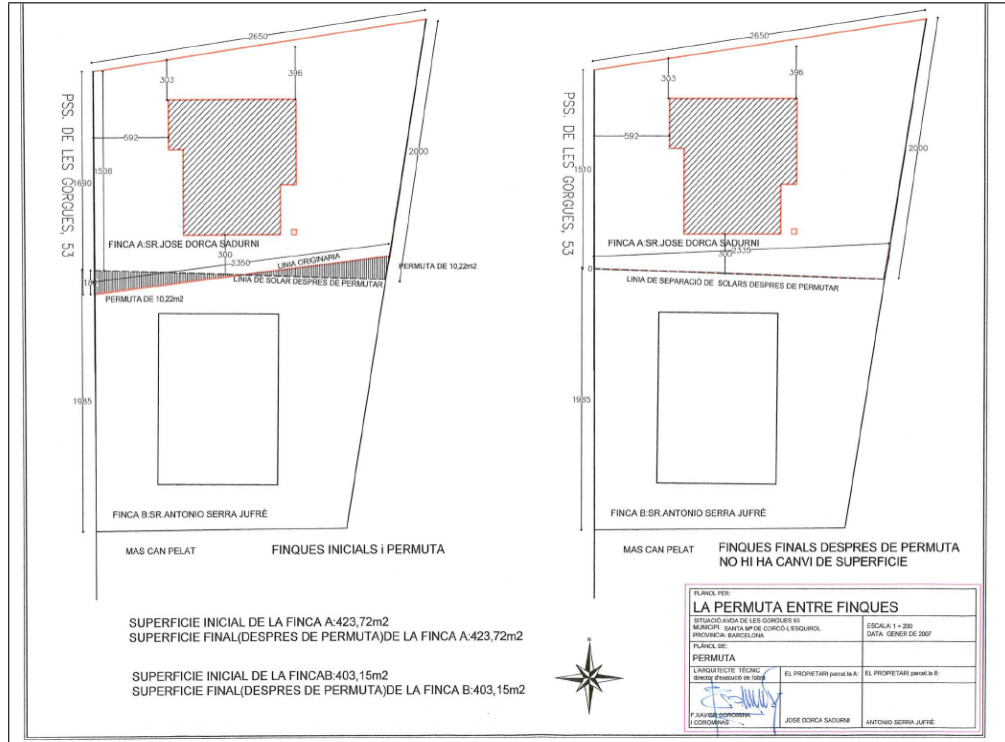 2650
303
396
PSS. DE LES GORGUES, 53
592
1508
1690
2000
FINCA A:SR.JOSE DORCA SADURNI
300
2350
LINIA ORIGINARIA
PERMUTA DE 10,22m2
LINIA DE SOLAR DESPRES DE PERMUTAR
PERMUTA DE 10,22m2
1985
FINCA B:SR.ANTONIO SERRA JUFRÈ
MAS CAN PELAT
FINQUES INICIALS i PERMUTA
2650
303
396
PSS. DE LES GORGUES, 53
592
1510
2000
FINCA A:SR.JOSE DORCA SADURNI
300
2335
0
LINIA DE SEPARACIÓ DE SOLARS DESPRES DE PERMUTAR
1985
FINCA B:SR.ANTONIO SERRA JUFRÈ
MAS CAN PELAT
FINQUES FINALS DESPRES DE PERMUTA
NO HI HA CANVI DE SUPERFICIE
SUPERFICIE INICIAL DE LA FINCA A:423,72m2
SUPERFICIE FINAL(DESPRES DE PERMUTA)DE LA FINCA A:423,72m2
SUPERFICIE INICIAL DE LA FINCAB:403,15m2
SUPERFICIE FINAL(DESPRES DE PERMUTA)DE LA FINCA B:403,15m2
N
PLÀNOL PER:
LA PERMUTA ENTRE FINQUES
SITUACIÓ:AVDA DE LES GORGUES 53
MUNICIPI: SANTA Mª DE CORCÓ-L'ESQUIROL
PROVÍNCIA: BARCELONA
ESCALA: 1 = 200
DATA: GENER DE 2007
PLÀNOL DE:
PERMUTA
L'ARQUITECTE TÈCNIC
director d'execució de l'obra
EL PROPIETARI parcel.la A:
EL PROPIETARI parcel.la B:
F.XAVIER COROMINA
I COROMINAS
JOSE DORCA SADURNI
ANTONIO SERRA JUFRÈ